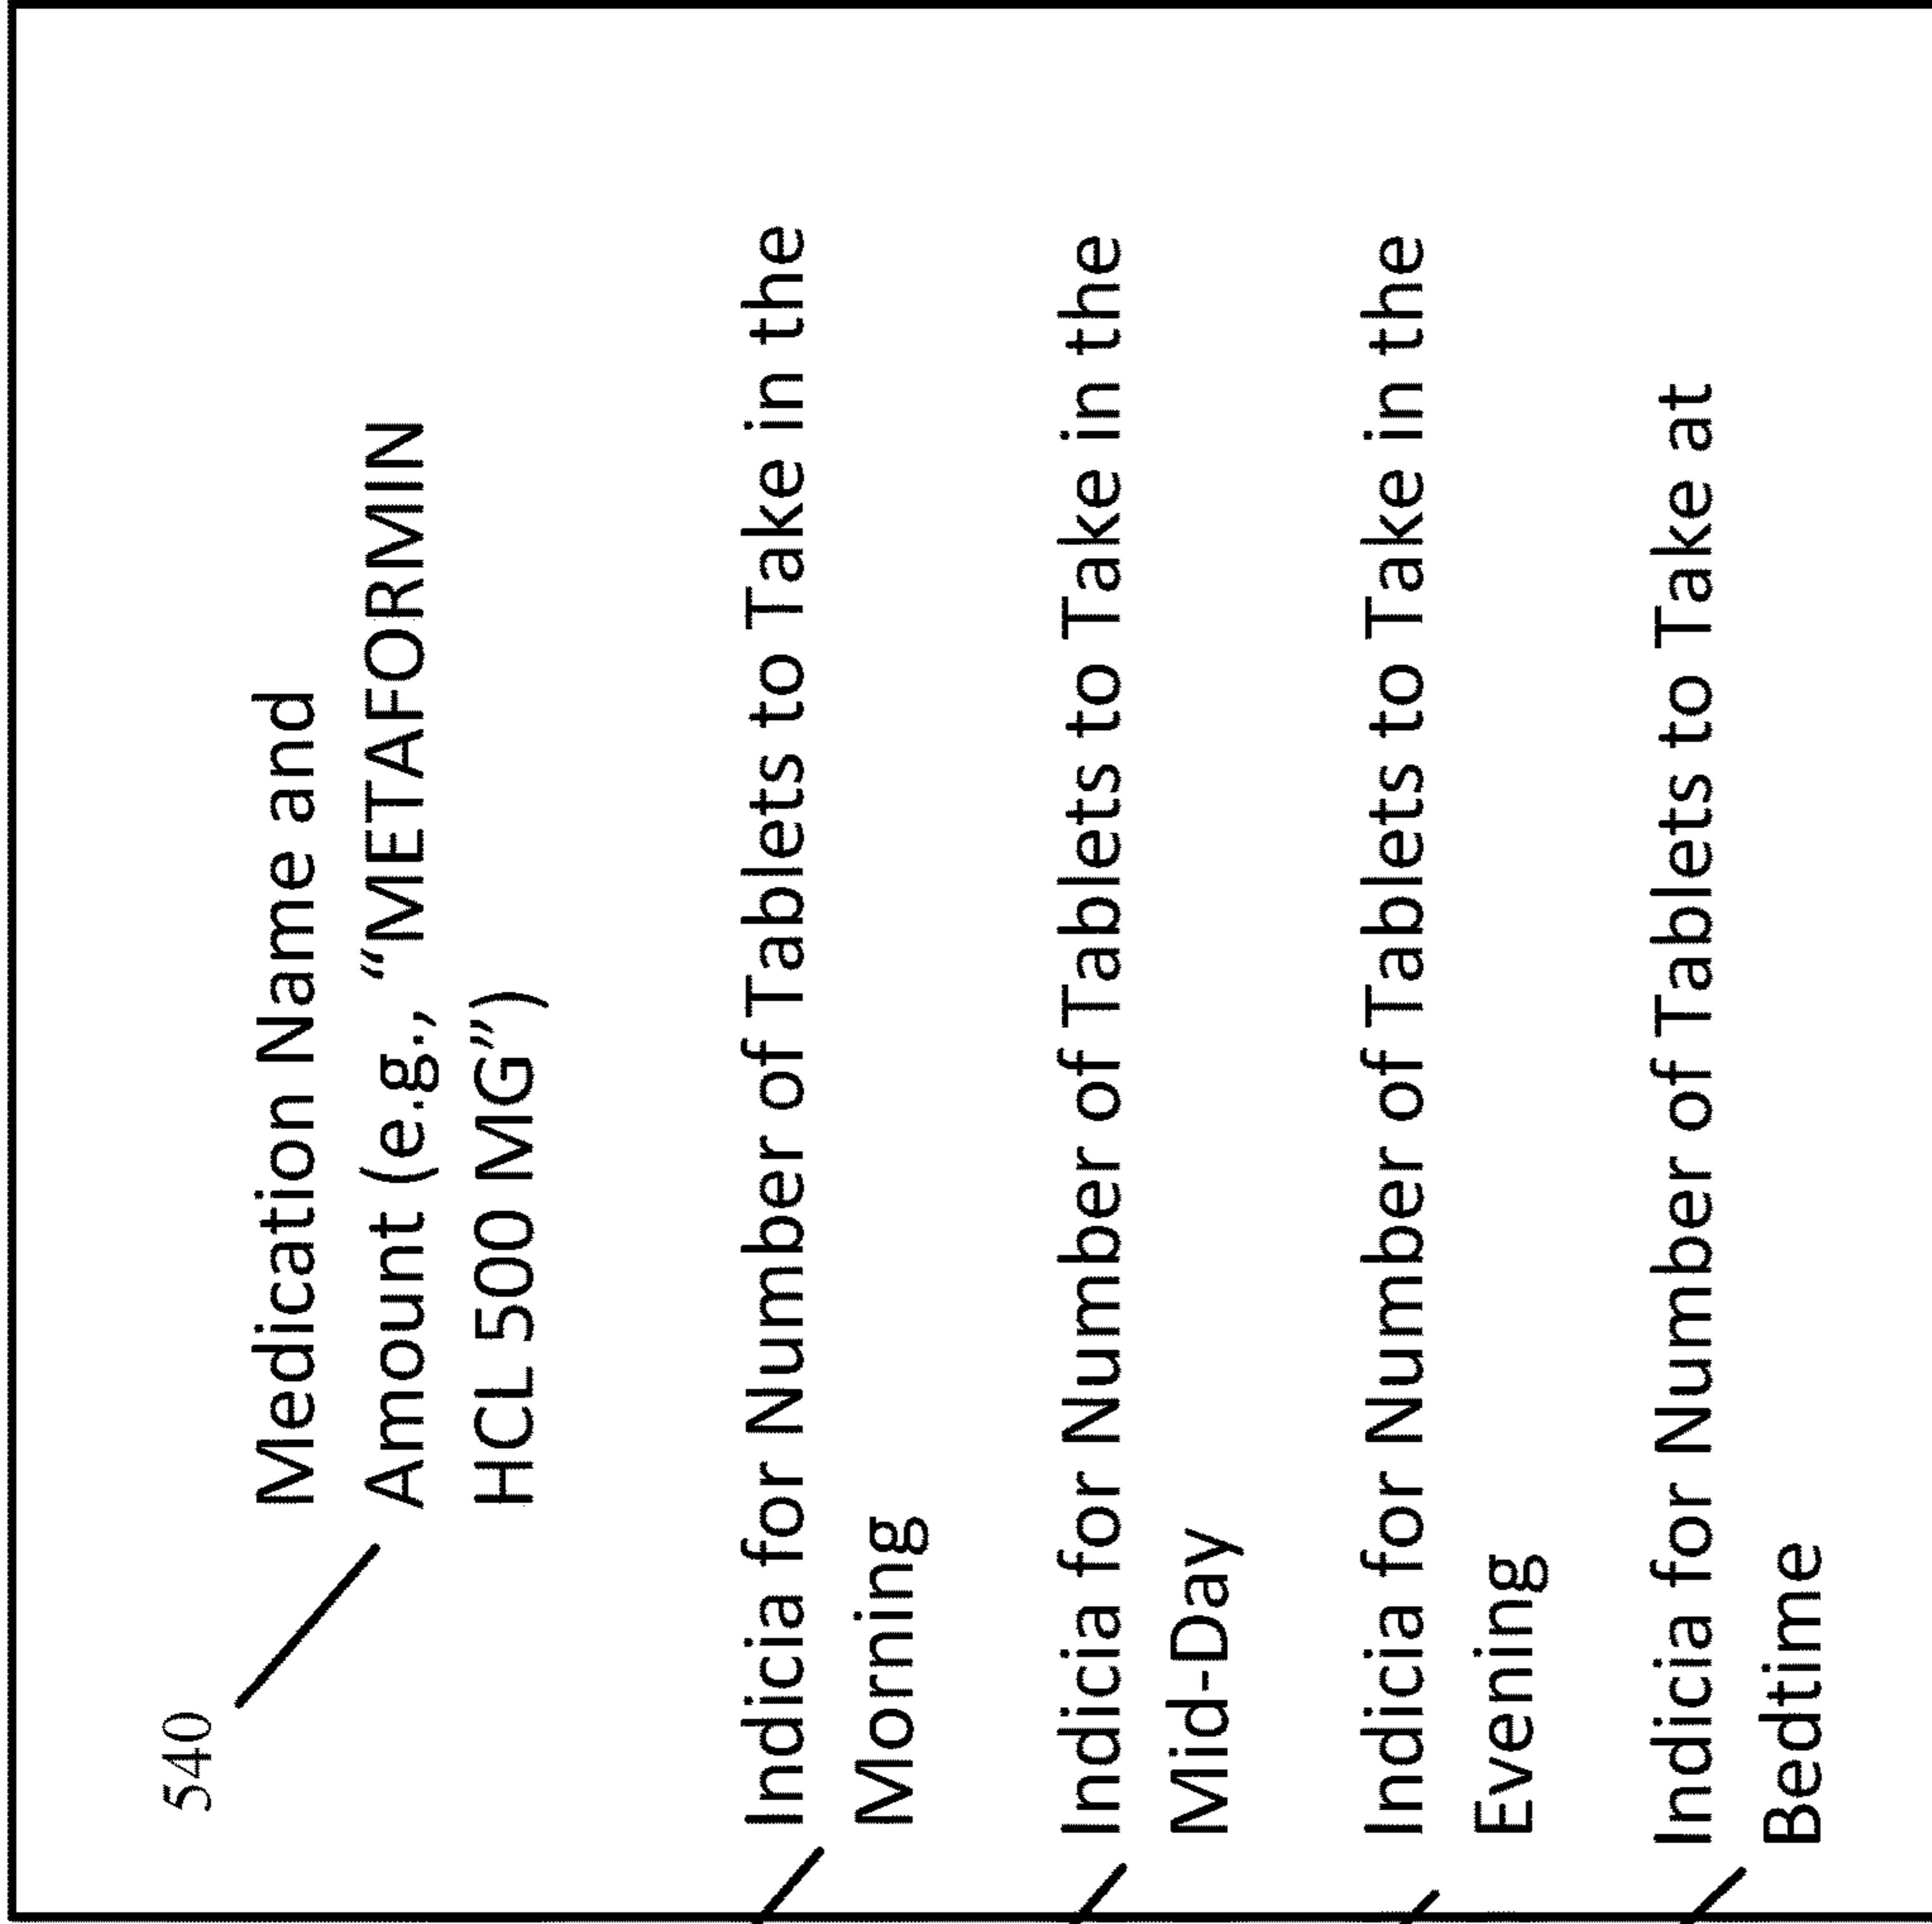 540
Medication Name and
Amount (e.g., “METAFORMIN
HCL 500 MG”)
Indicia for Number of Tablets to Take in the
Morning
Indicia for Number of Tablets to Take in the
Mid-Day
Indicia for Number of Tablets to Take in the
Evening
Indicia for Number of Tablets to Take at
Bedtime